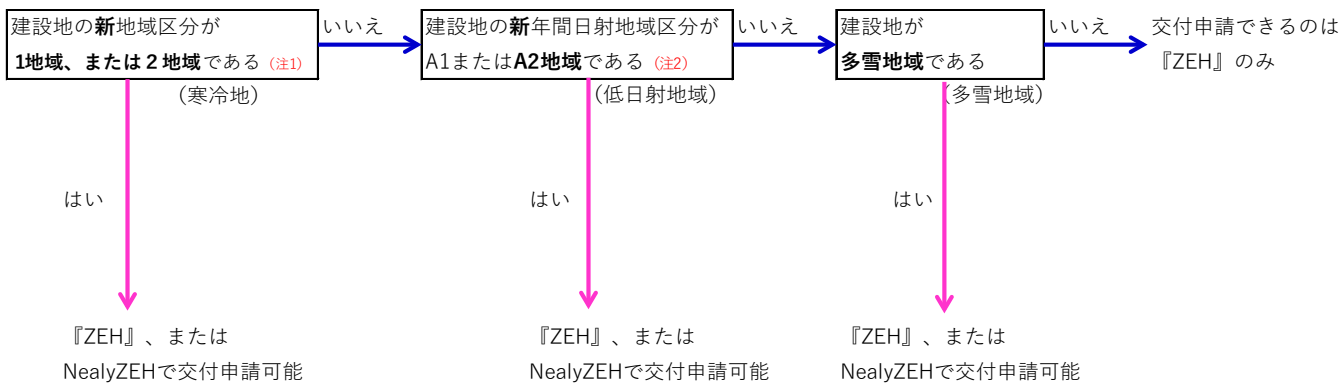 建設地の新地域区分が
1地域、または２地域である（注1）
（寒冷地）
いいえ
建設地の新年間日射地域区分が
A1またはA2地域である（注2）
（低日射地域）
いいえ
建設地が
多雪地域である
（多雪地域）
いいえ
交付申請できるのは
『ZEH』のみ
はい
はい
はい
『ZEH』、または
NealyZEHで交付申請可能
『ZEH』、または
NealyZEHで交付申請可能
『ZEH』、または
NealyZEHで交付申請可能